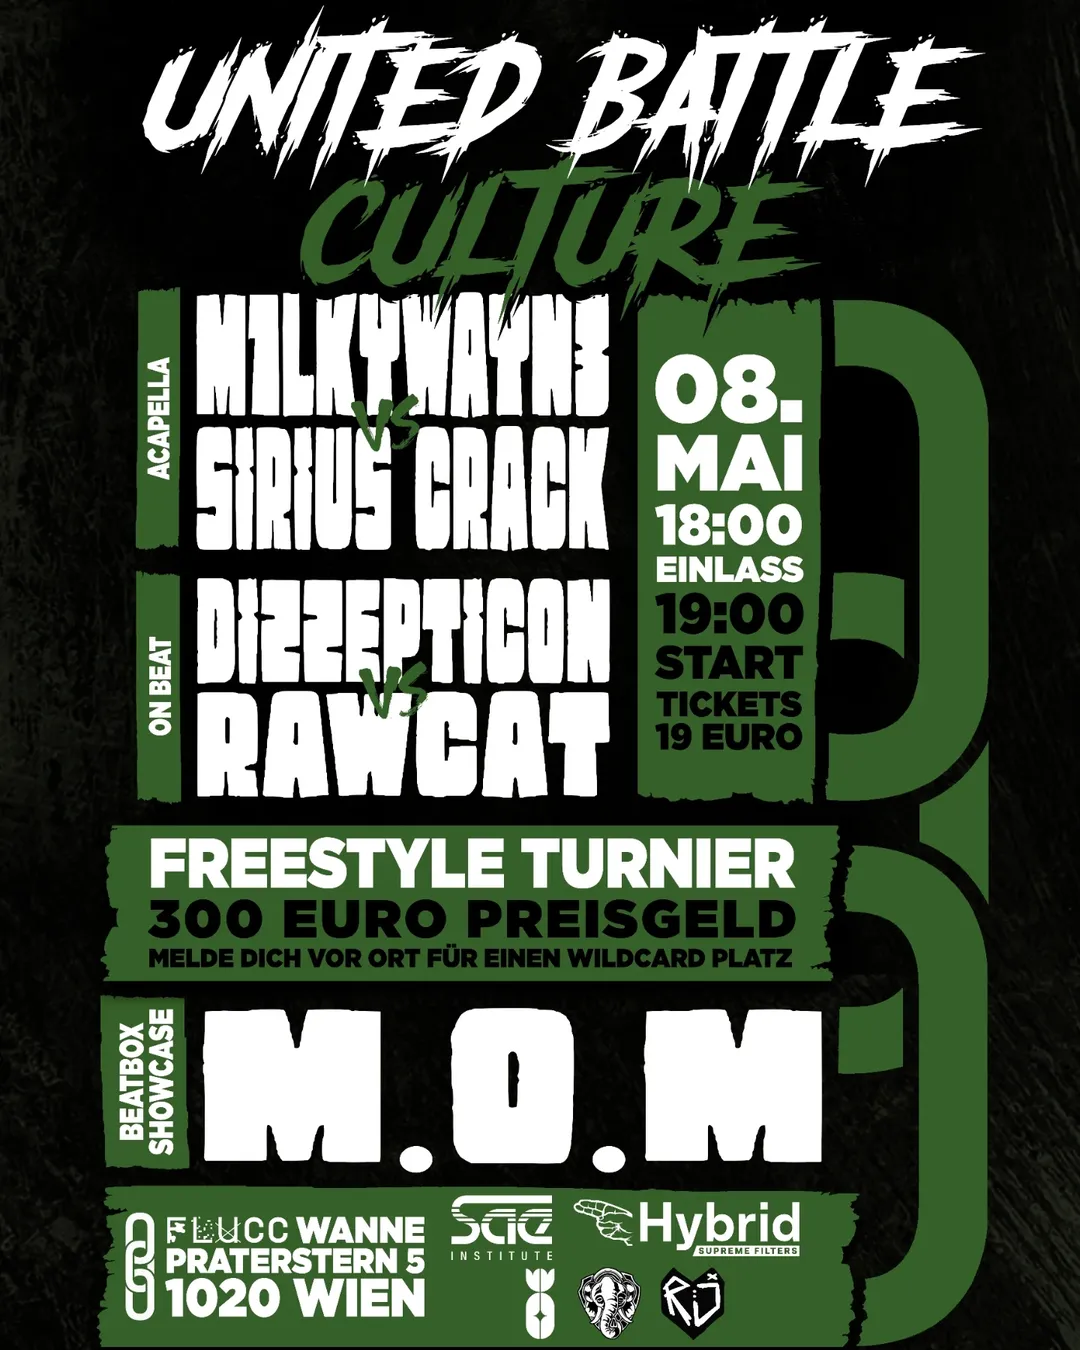 UNITED BATTLE
CULTURE
ACAPELLA
M1LKYWAYN3
VS
SIRIUS CRACK
ON BEAT
DIZZEPTICON
VS
RAWCAT
08.
MAI
18:00
EINLASS
19:00
START
TICKETS
19 EURO
FREESTYLE TURNIER
300 EURO PREISGELD
MELDE DICH VOR ORT FÜR EINEN WILDCARD PLATZ
BEATBOX
SHOWCASE
M.O.M
FLUCC WANNE
PRATERSTERN 5
1020 WIEN
sae
INSTITUTE
Hybrid
SUPREME FILTERS